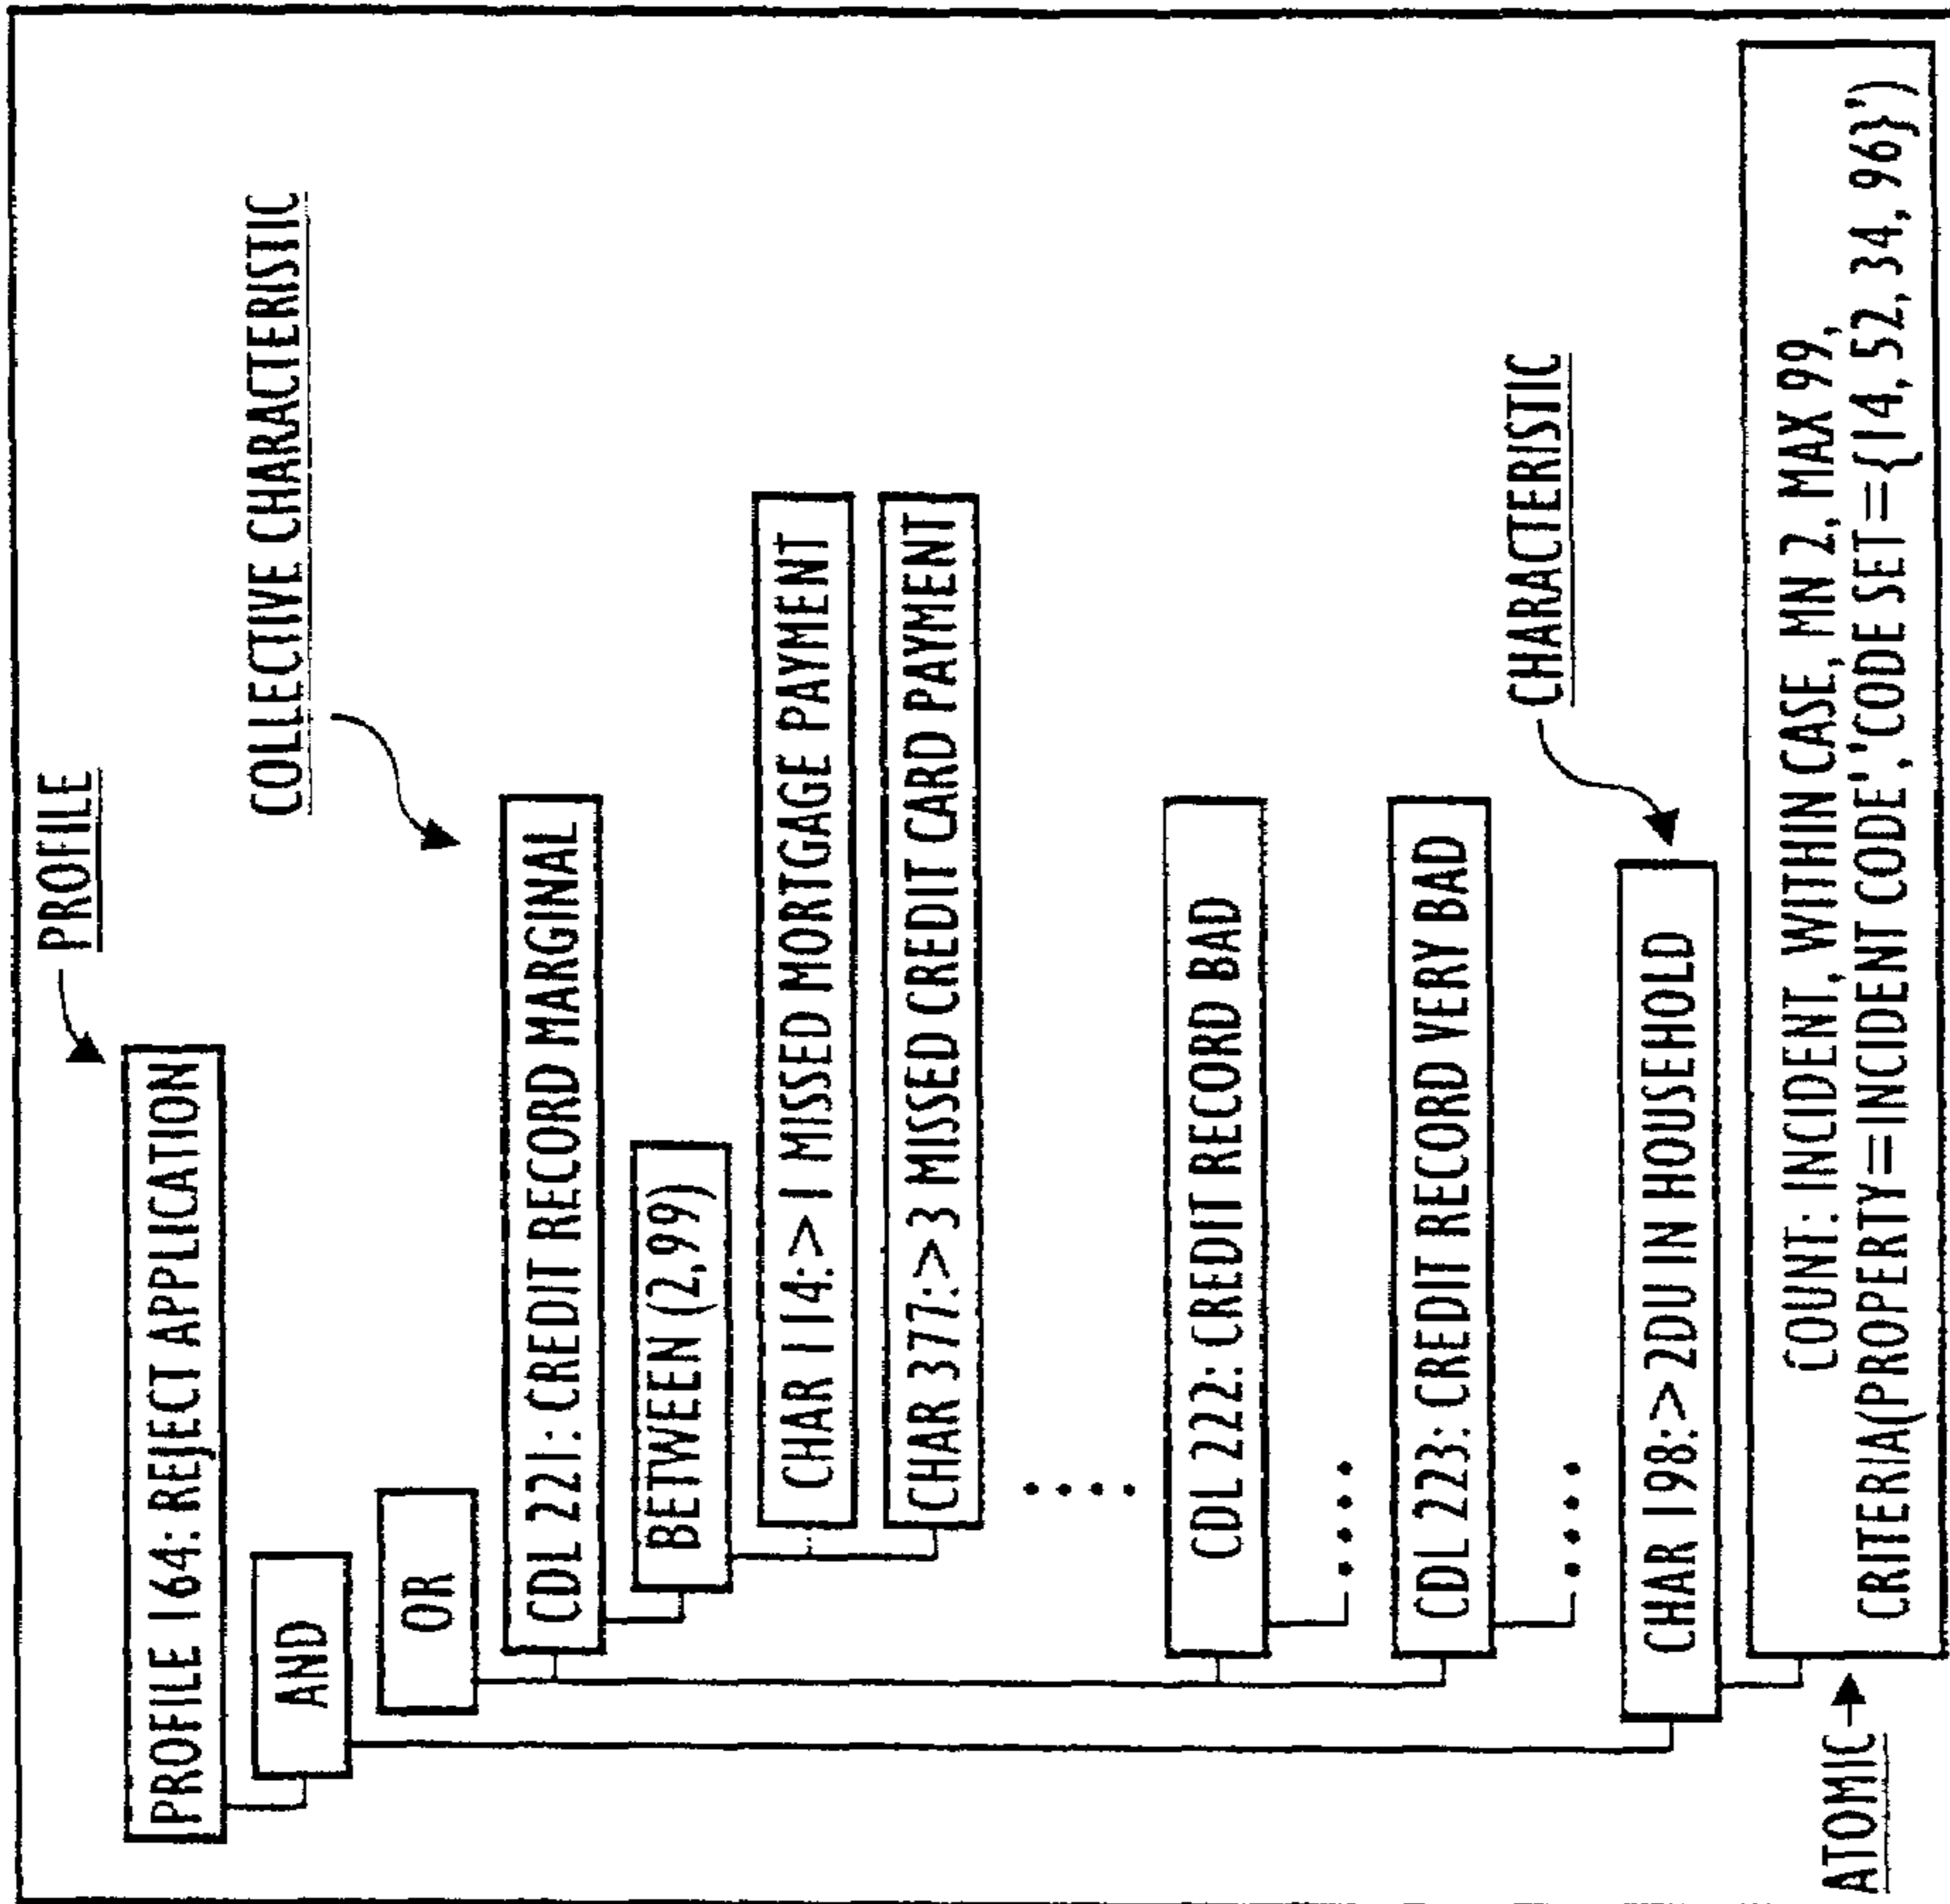 PROFILE
PROFILE 164: REJECT APPLICATION
AND
COLLECTIVE CHARACTERISTIC
OR
CDL 221: CREDIT RECORD MARGINAL
BETWEEN (2,99)
CHAR 114:> 1 MISSED MORTGAGE PAYMENT
CHAR 377:> 3 MISSED CREDIT CARD PAYMENT
....
CDL 222: CREDIT RECORD BAD
....
CDL 223: CREDIT RECORD VERY BAD
....
CHARACTERISTIC
CHAR 198:> 2DU IN HOUSEHOLD
ATOMIC
COUNT: INCIDENT, WITHIN CASE, MN 2, MAX 99,
CRITERIA(PROPERTY=INCIDENT CODE','CODE SET={14, 52, 34, 96}')